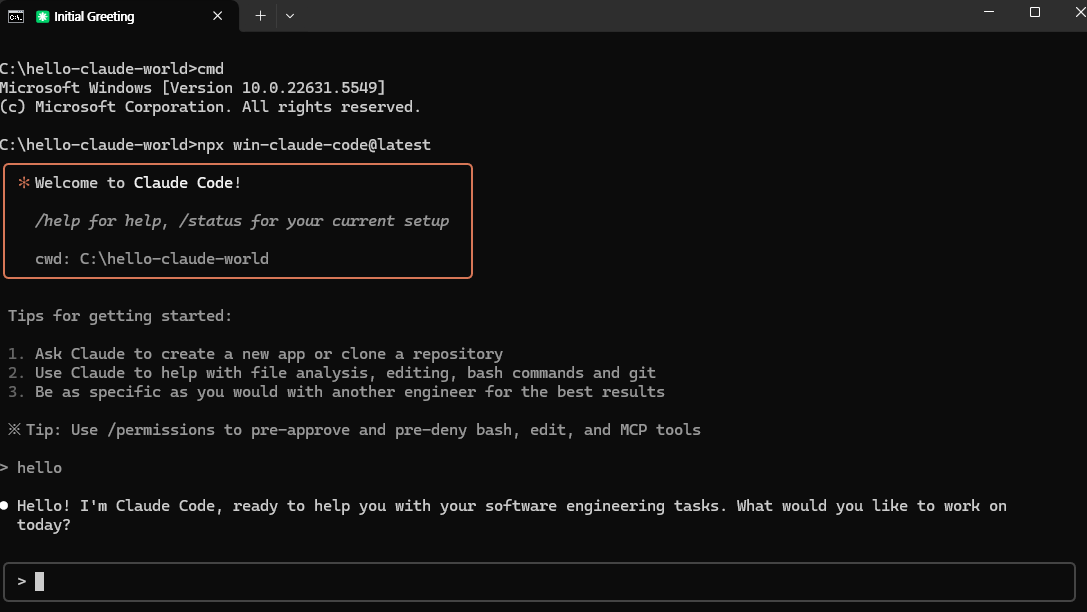 Initial Greeting
C:\hello-claude-world>cmd
Microsoft Windows [Version 10.0.22631.5549]
(c) Microsoft Corporation. All rights reserved.
C:\hello-claude-world>npx win-claude-code@latest
✻ Welcome to Claude Code!
/help for help, /status for your current setup
cwd: C:\hello-claude-world
Tips for getting started:
1. Ask Claude to create a new app or clone a repository
2. Use Claude to help with file analysis, editing, bash commands and git
3. Be as specific as you would with another engineer for the best results
※ Tip: Use /permissions to pre-approve and pre-deny bash, edit, and MCP tools
> hello
● Hello! I'm Claude Code, ready to help you with your software engineering tasks. What would you like to work on
today?
>